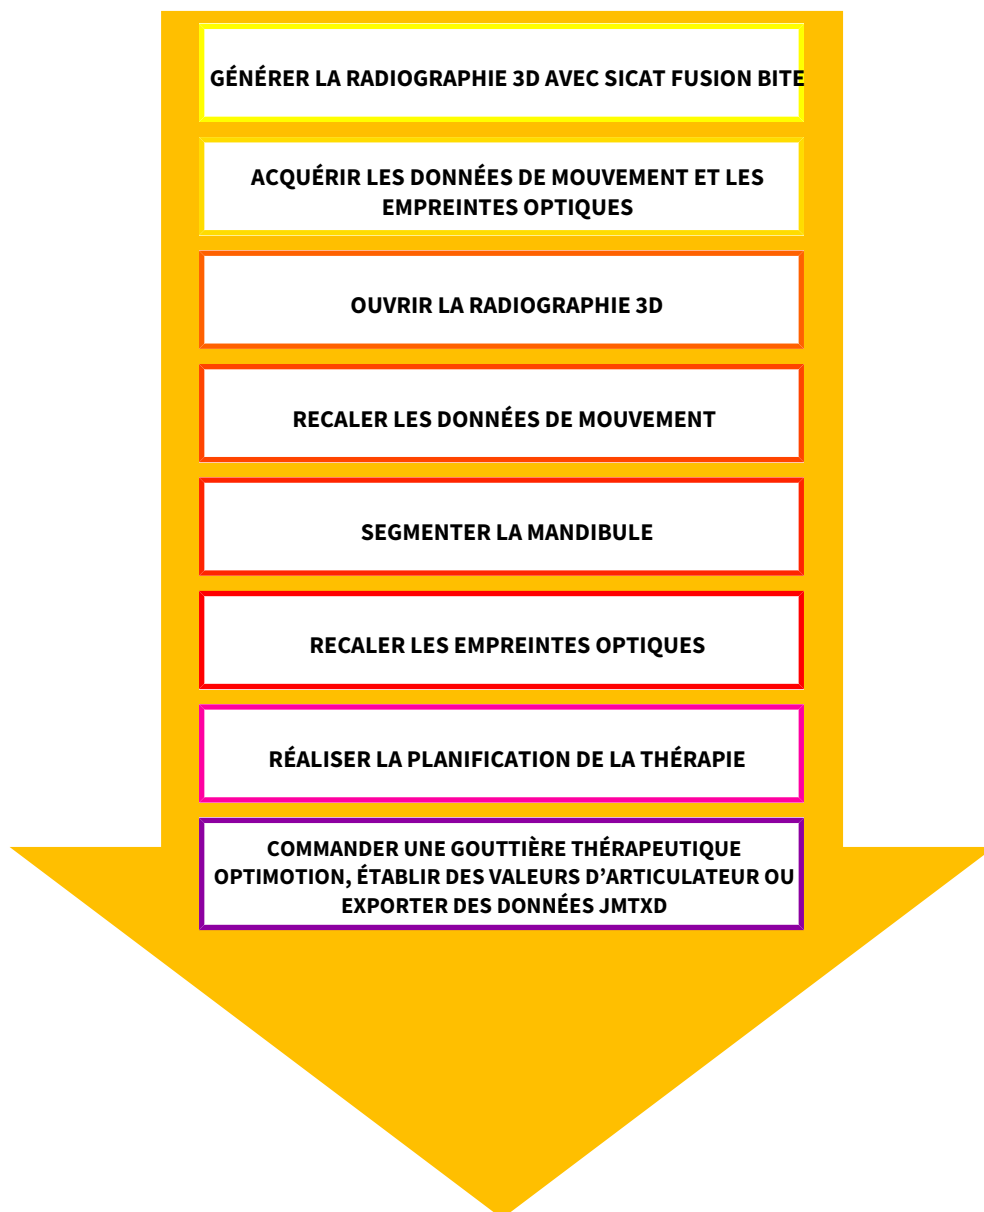 GÉNÉRER LA RADIOGRAPHIE 3D AVEC SICAT FUSION BITE
ACQUÉRIR LES DONNÉES DE MOUVEMENT ET LES
EMPREINTES OPTIQUES
OUVRIR LA RADIOGRAPHIE 3D
RECALER LES DONNÉES DE MOUVEMENT
SEGMENTER LA MANDIBULE
RECALER LES EMPREINTES OPTIQUES
RÉALISER LA PLANIFICATION DE LA THÉRAPIE
COMMANDER UNE GOUTTIÈRE THÉRAPEUTIQUE
OPTIMOTION, ÉTABLIR DES VALEURS D’ARTICULATEUR OU
EXPORTER DES DONNÉES JMTXD